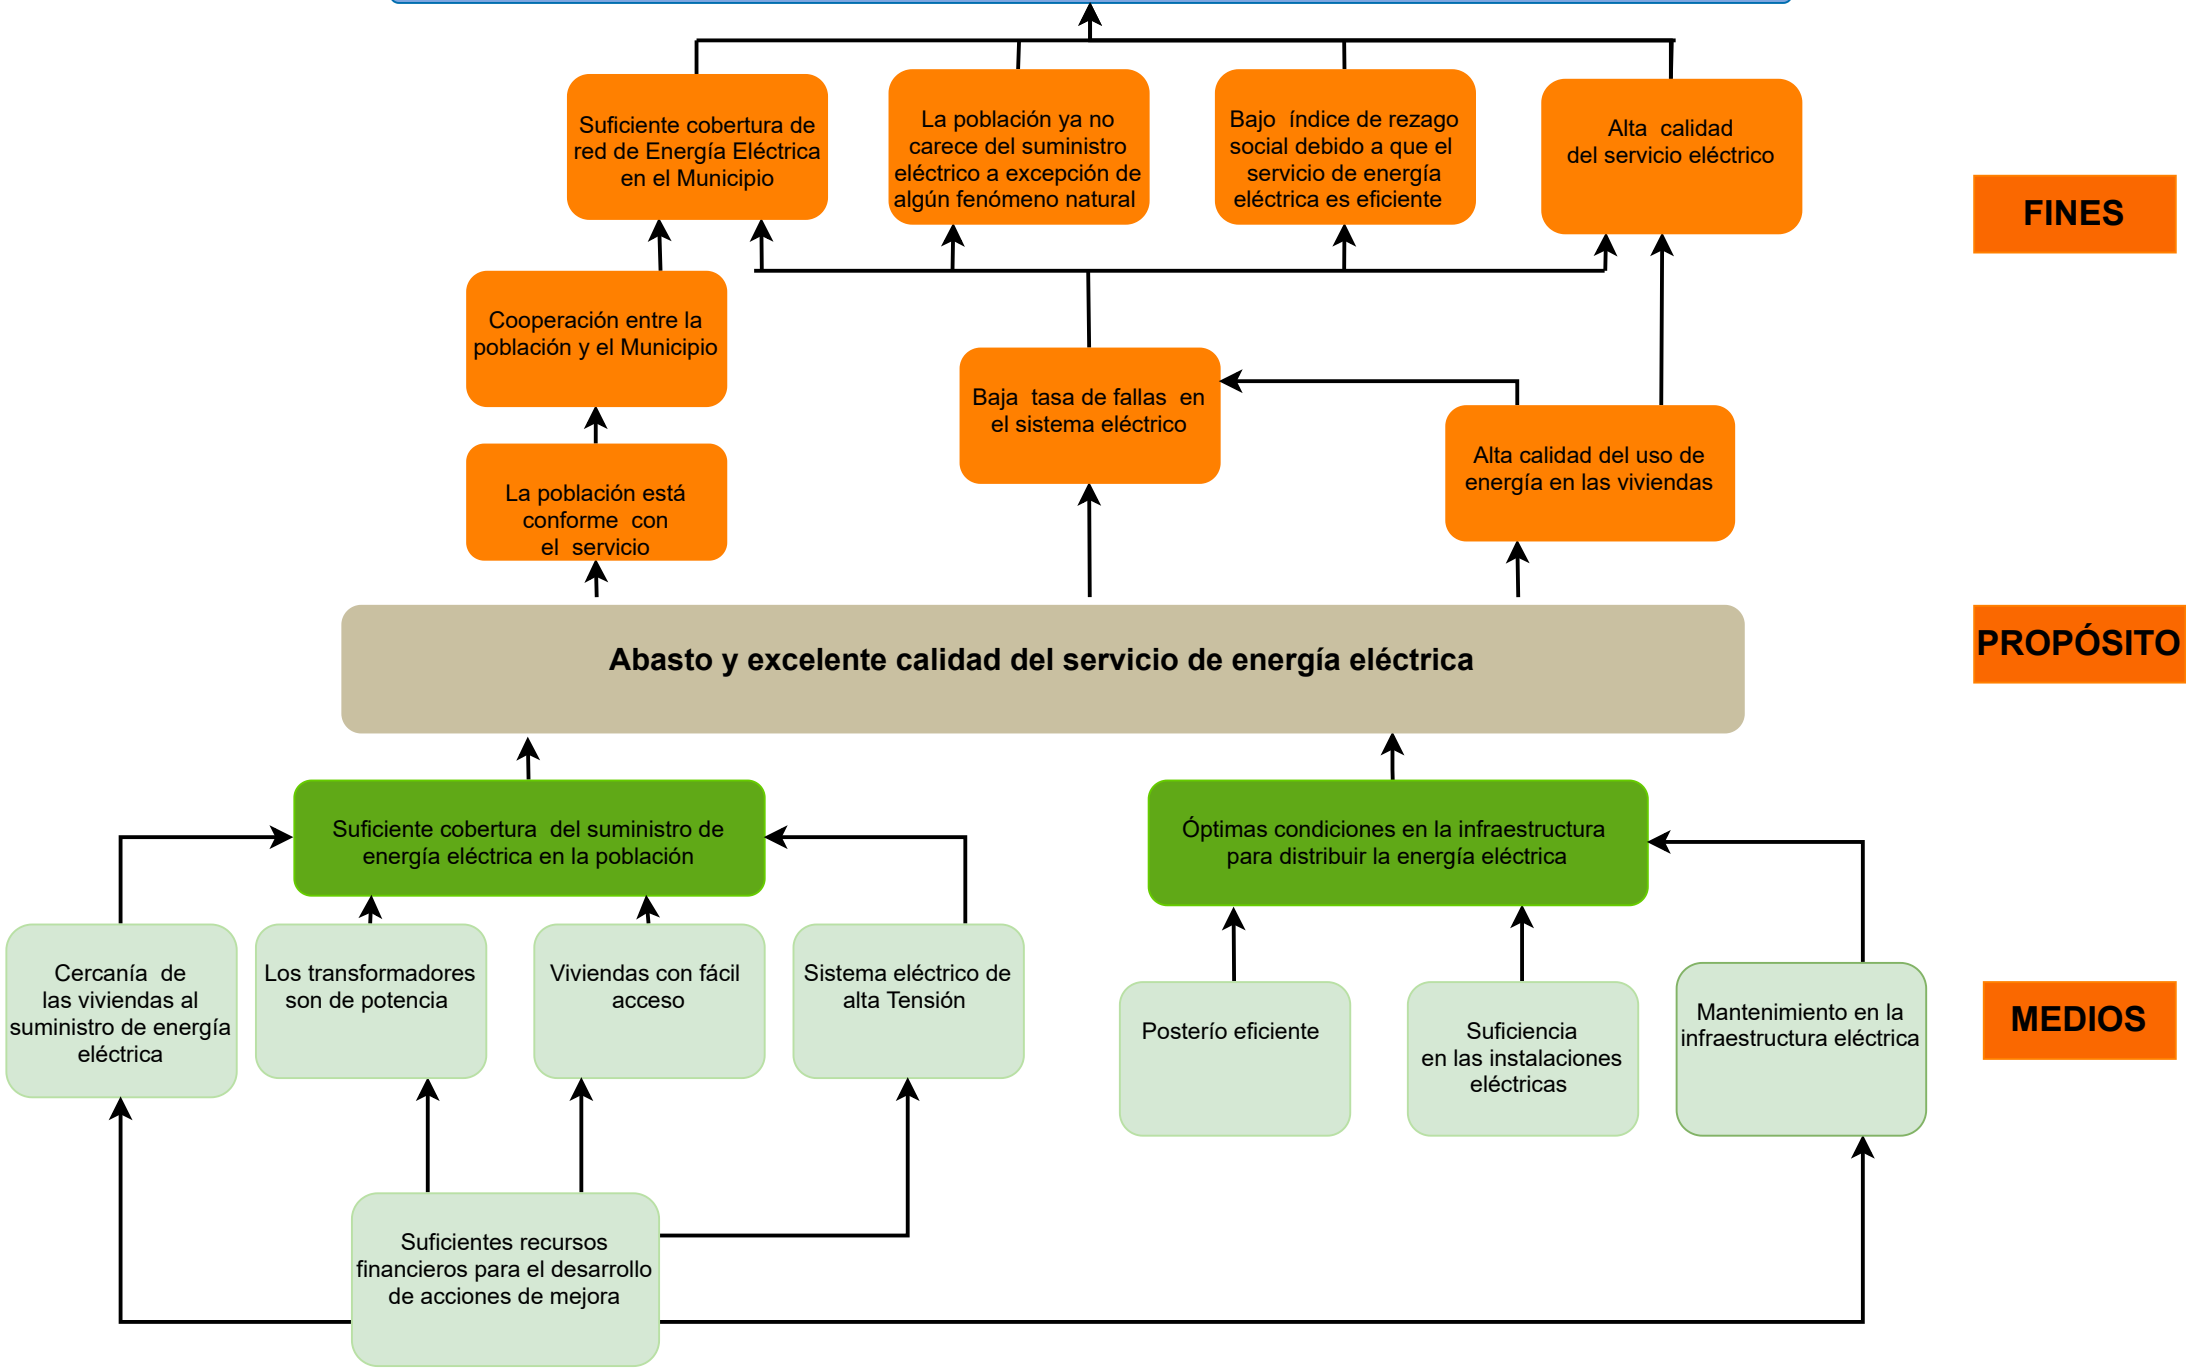 Suficiente cobertura de
red de Energía Eléctrica
en el Municipio
La población ya no
carece del suministro
eléctrico a excepción de
algún fenómeno natural
Bajo índice de rezago
social debido a que el
servicio de energía
eléctrica es eficiente
Alta calidad
del servicio eléctrico
FINES
Cooperación entre la
población y el Municipio
Baja tasa de fallas en
el sistema eléctrico
Alta calidad del uso de
energía en las viviendas
La población está
conforme con
el servicio
Abasto y excelente calidad del servicio de energía eléctrica
PROPÓSITO
Suficiente cobertura del suministro de
energía eléctrica en la población
Óptimas condiciones en la infraestructura
para distribuir la energía eléctrica
Cercanía de
las viviendas al
suministro de energía
eléctrica
Los transformadores
son de potencia
Viviendas con fácil
acceso
Sistema eléctrico de
alta Tensión
Posterío eficiente
Suficiencia
en las instalaciones
eléctricas
Mantenimiento en la
infraestructura eléctrica
MEDIOS
Suficientes recursos
financieros para el desarrollo
de acciones de mejora